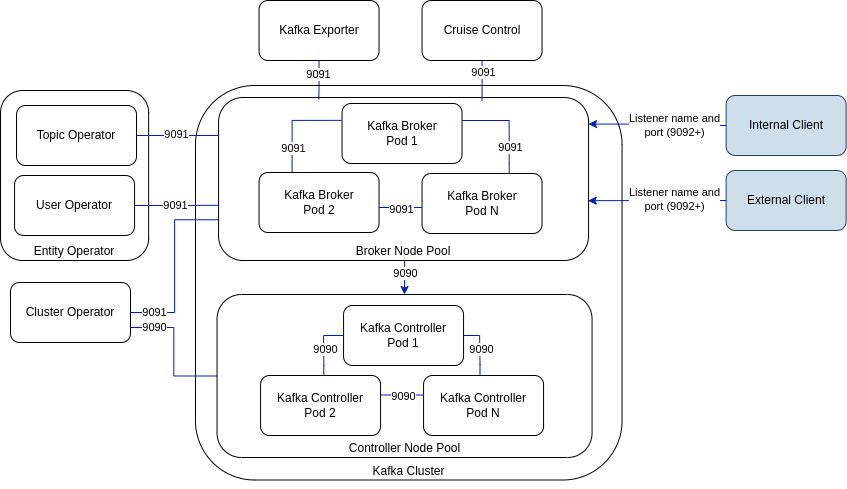 Kafka Exporter
Cruise Control
9091
9091
Topic Operator
9091
User Operator
9091
Entity Operator
Kafka Broker
Pod 1
9091
9091
Kafka Broker
Pod 2
9091
Kafka Broker
Pod N
Broker Node Pool
Listener name and
port (9092+)
Internal Client
Listener name and
port (9092+)
External Client
9090
Cluster Operator
9091
9090
Kafka Controller
Pod 1
9090
9090
Kafka Controller
Pod 2
9090
Kafka Controller
Pod N
Controller Node Pool
Kafka Cluster